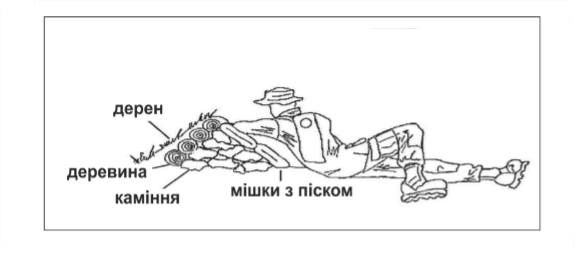 дерен
деревина
каміння
мішки з піском